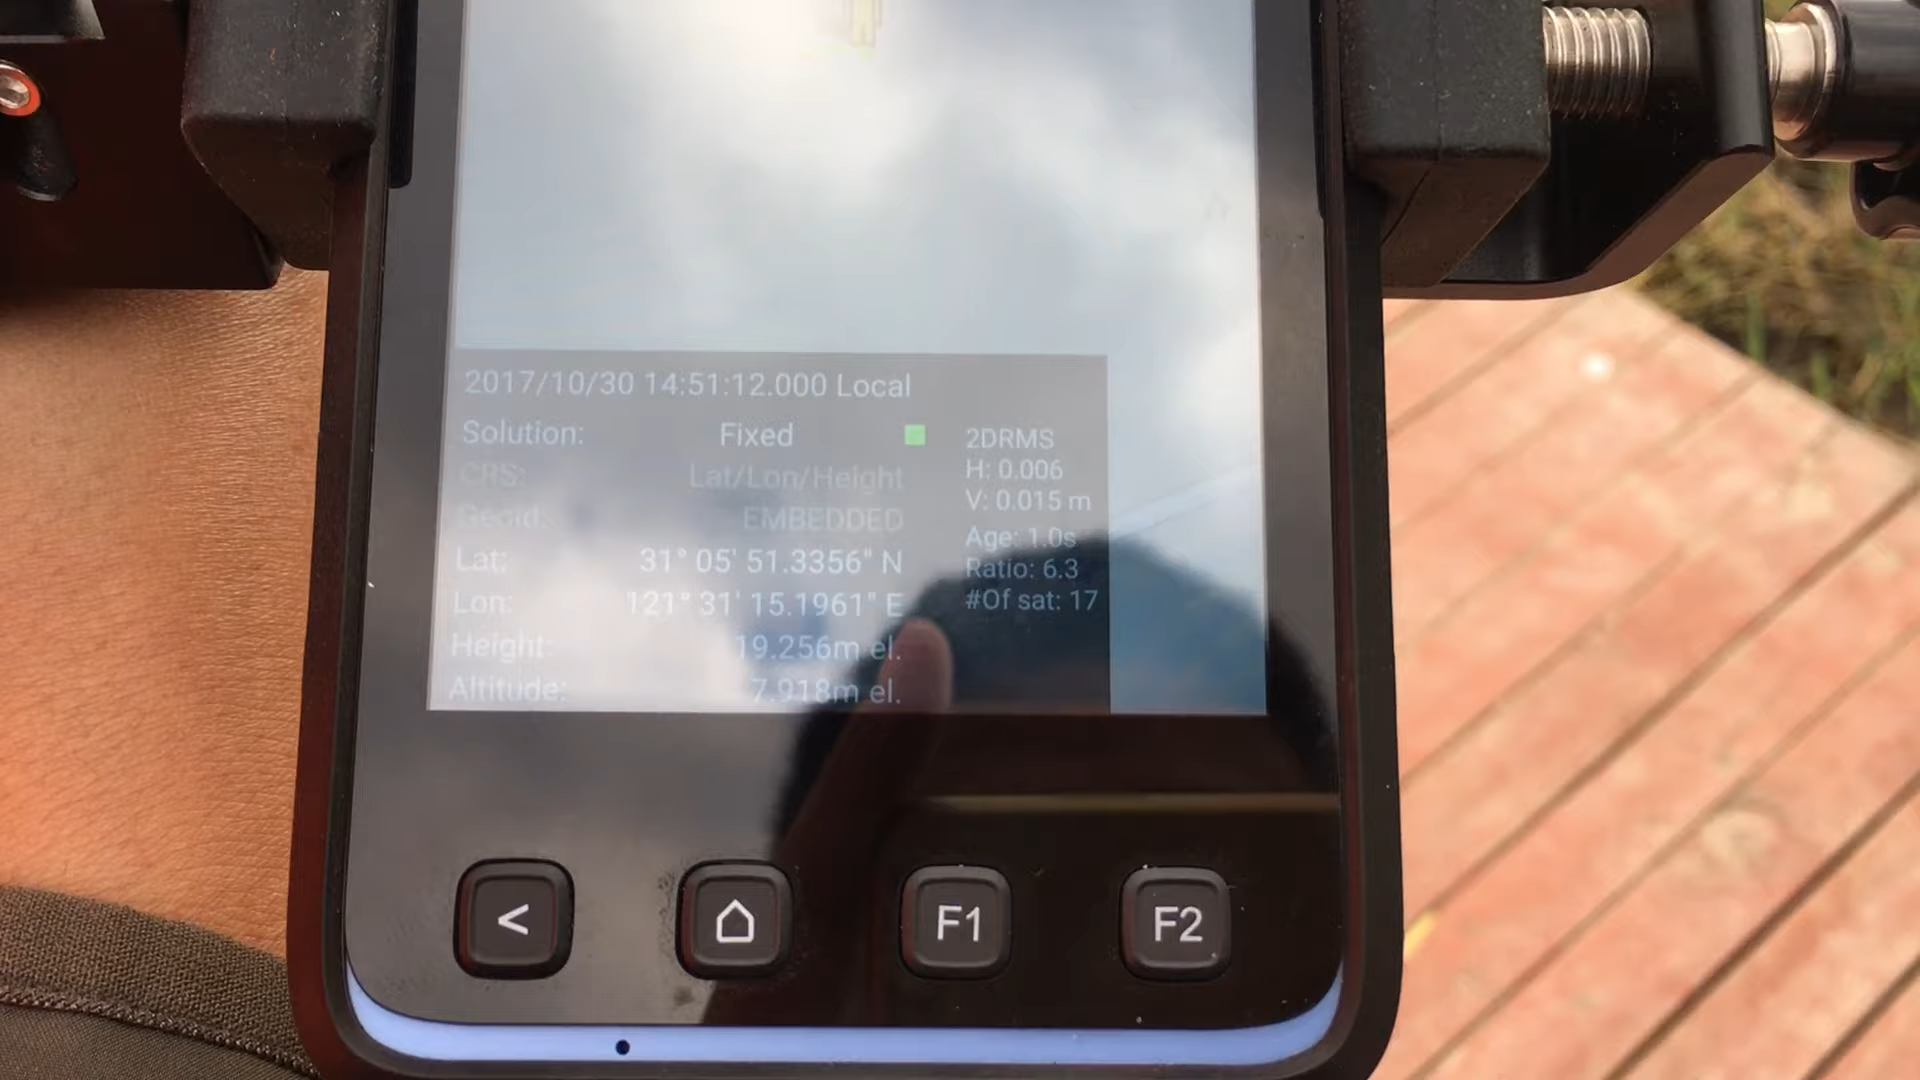 2017/10/30 14:51:12.000 Local
Solution: Fixed
CRS: Lat/Lon/Height
Geoid: EMBEDDED
Lat: 31° 05' 51.3356" N
Lon: 121° 31' 15.1961" E
Height: 19.256m el.
Altitude: 7.918m el.
2DRMS
H: 0.006
V: 0.015 m
Age: 1.0s
Ratio: 6.3
#Of sat: 17
< F1 F2